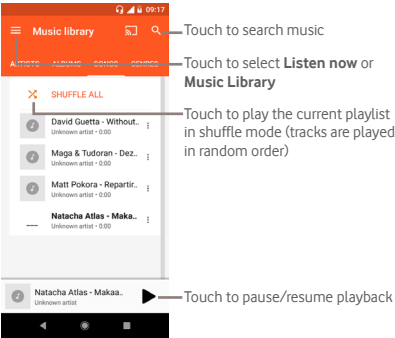 09:17
Music library
ARTISTS ALBUMS SONGS GENRES
SHUFFLE ALL
David Guetta - Without..
Unknown artist • 0:00
Maga & Tudoran - Dez..
Unknown artist • 0:00
Matt Pokora - Repartir..
Unknown artist • 0:00
Natacha Atlas - Maka..
Unknown artist • 0:00
Natacha Atlas - Makaa..
Unknown artist
Touch to search music
Touch to select Listen now or
Music Library
Touch to play the current playlist
in shuffle mode (tracks are played
in random order)
Touch to pause/resume playback